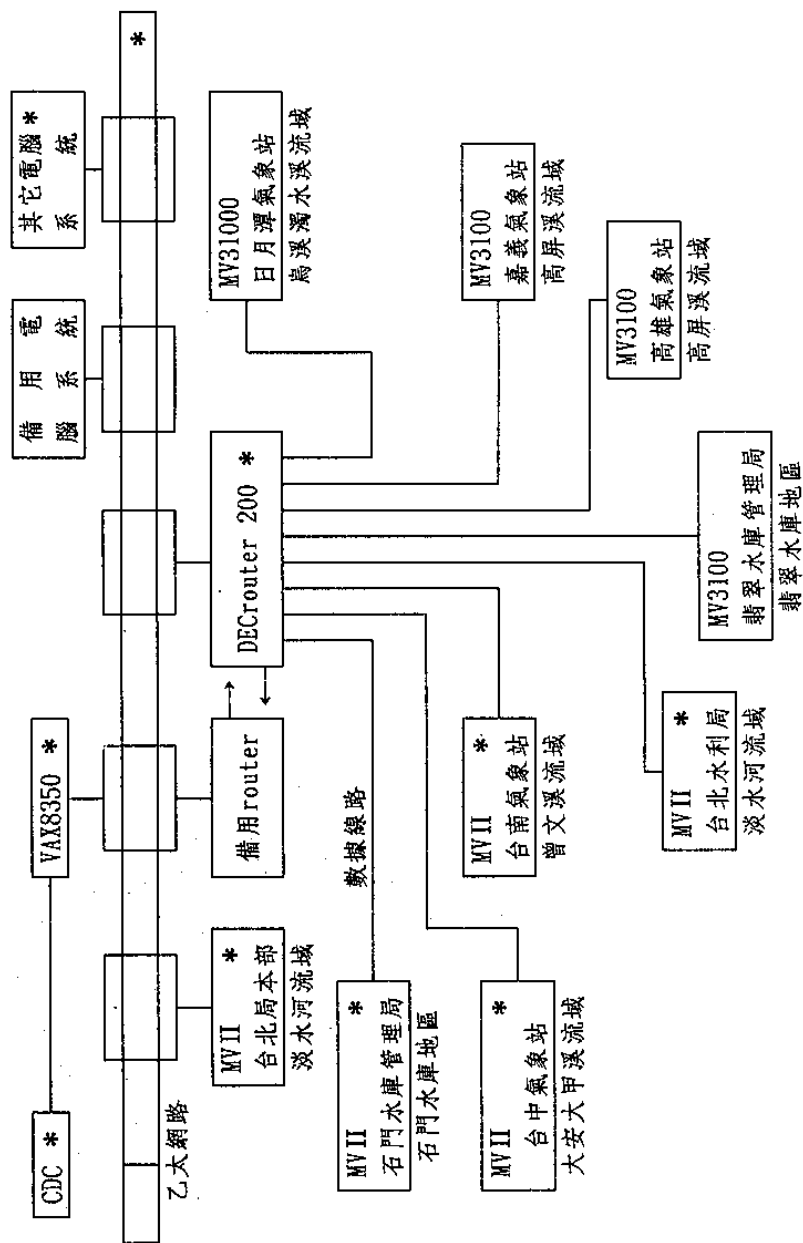 CDC *
VAX8350 *
備用電
腦系統
其它電腦*
系統
*
乙太網路
MVII *
台北局本部
淡水河流域
備用router
DECrouter 200 *
MV31000
日月潭氣象站
烏溪濁水溪流域
數據線路
MVII *
石門水庫管理局
石門水庫地區
MVII *
台南氣象站
曾文溪流域
MV3100
嘉義氣象站
高屏溪流域
MVII *
台中氣象站
大安大甲溪流域
MVII *
台北水利局
淡水河流域
MV3100
翡翠水庫管理局
翡翠水庫地區
MV3100
高雄氣象站
高屏溪流域